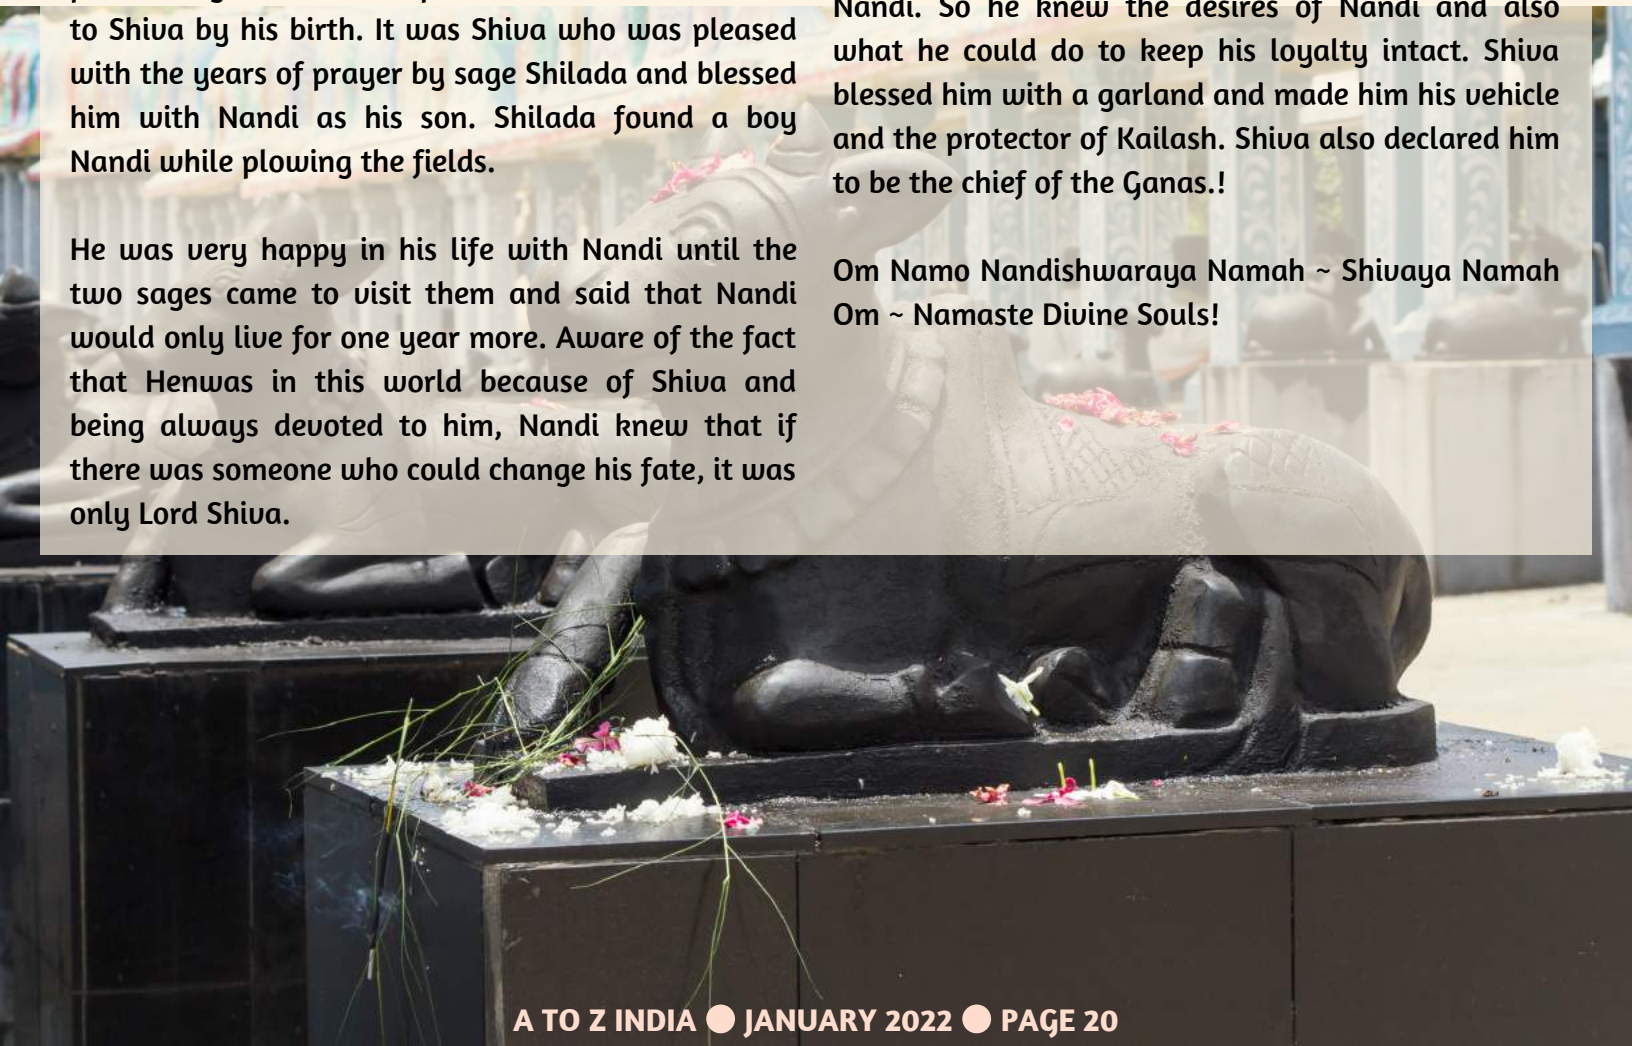 to Shiva by his birth. It was Shiva who was pleased
with the years of prayer by sage Shilada and blessed
him with Nandi as his son. Shilada found a boy
Nandi while plowing the fields.
He was very happy in his life with Nandi until the
two sages came to visit them and said that Nandi
would only live for one year more. Aware of the fact
that Henwas in this world because of Shiva and
being always devoted to him, Nandi knew that if
there was someone who could change his fate, it was
only Lord Shiva.
Nandi. So he knew the desires of Nandi and also
what he could do to keep his loyalty intact. Shiva
blessed him with a garland and made him his vehicle
and the protector of Kailash. Shiva also declared him
to be the chief of the Ganas.!
Om Namo Nandishwaraya Namah ~ Shivaya Namah
Om ~ Namaste Divine Souls!
A TO Z INDIA ● JANUARY 2022 ● PAGE 20